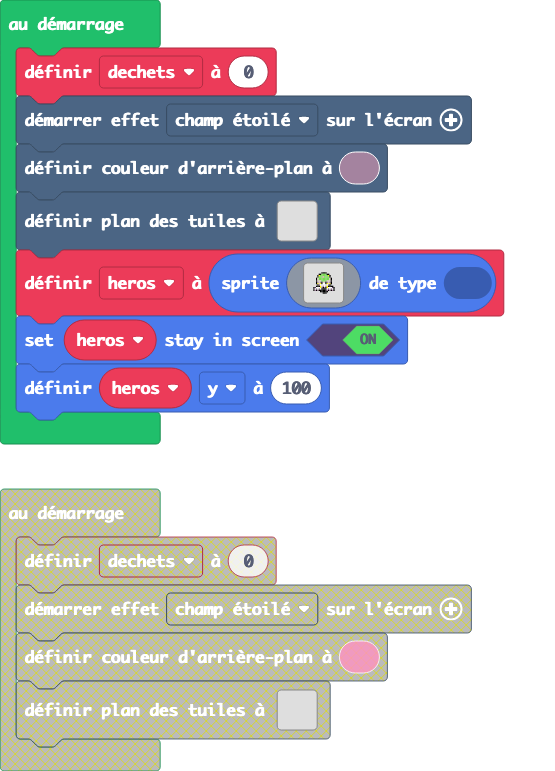 au démarrage
définir dechets à 0
démarrer effet champ étoilé sur l'écran
définir couleur d'arrière-plan à
définir plan des tuiles à
définir heros à sprite de type
set heros stay in screen ON
définir heros y à 100
au démarrage
définir dechets à 0
démarrer effet champ étoilé sur l'écran
définir couleur d'arrière-plan à
définir plan des tuiles à